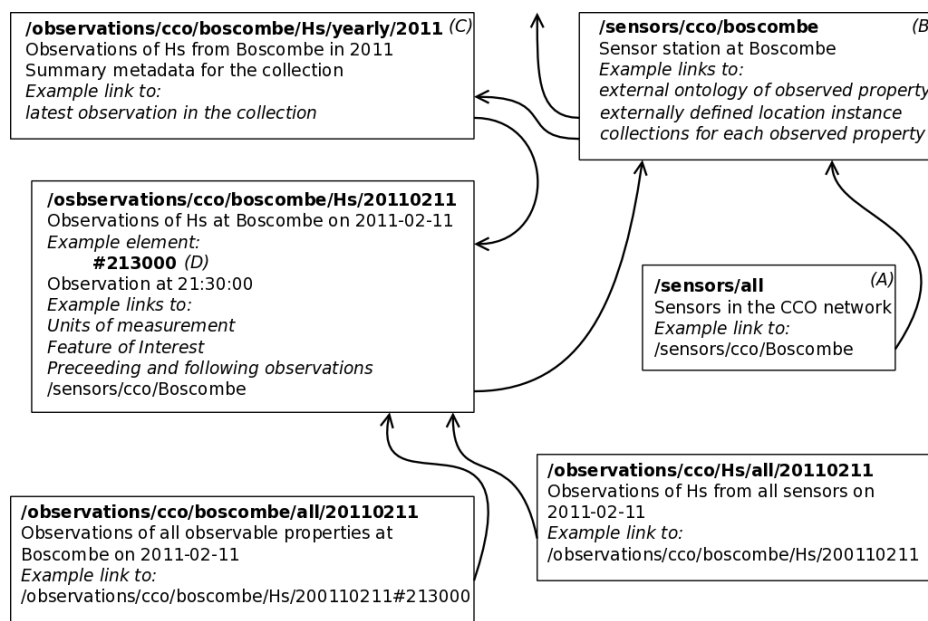 /observations/cco/boscombe/Hs/yearly/2011 (C)
Observations of Hs from Boscombe in 2011
Summary metadata for the collection
Example link to:
latest observation in the collection
/sensors/cco/boscombe (B
Sensor station at Boscombe
Example links to:
external ontology of observed property
externally defined location instance
collections for each observed property
/osbservations/cco/boscombe/Hs/20110211
Observations of Hs at Boscombe on 2011-02-11
Example element:
#213000 (D)
Observation at 21:30:00
Example links to:
Units of measurement
Feature of Interest
Preceeding and following observations
/sensors/cco/Boscombe
/sensors/all (A)
Sensors in the CCO network
Example link to:
/sensors/cco/Boscombe
/observations/cco/boscombe/all/20110211
Observations of all observable properties at
Boscombe on 2011-02-11
Example link to:
/observations/cco/boscombe/Hs/200110211#213000
/observations/cco/Hs/all/20110211
Observations of Hs from all sensors on
2011-02-11
Example link to:
/observations/cco/boscombe/Hs/200110211